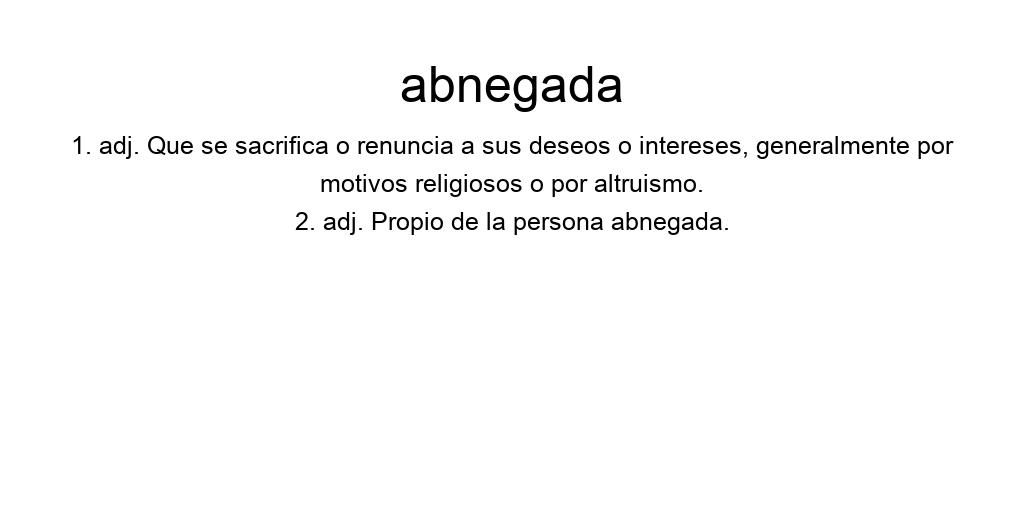 abnegada
1. adj. Que se sacrifica o renuncia a sus deseos o intereses, generalmente por
motivos religiosos o por altruismo.
2. adj. Propio de la persona abnegada.